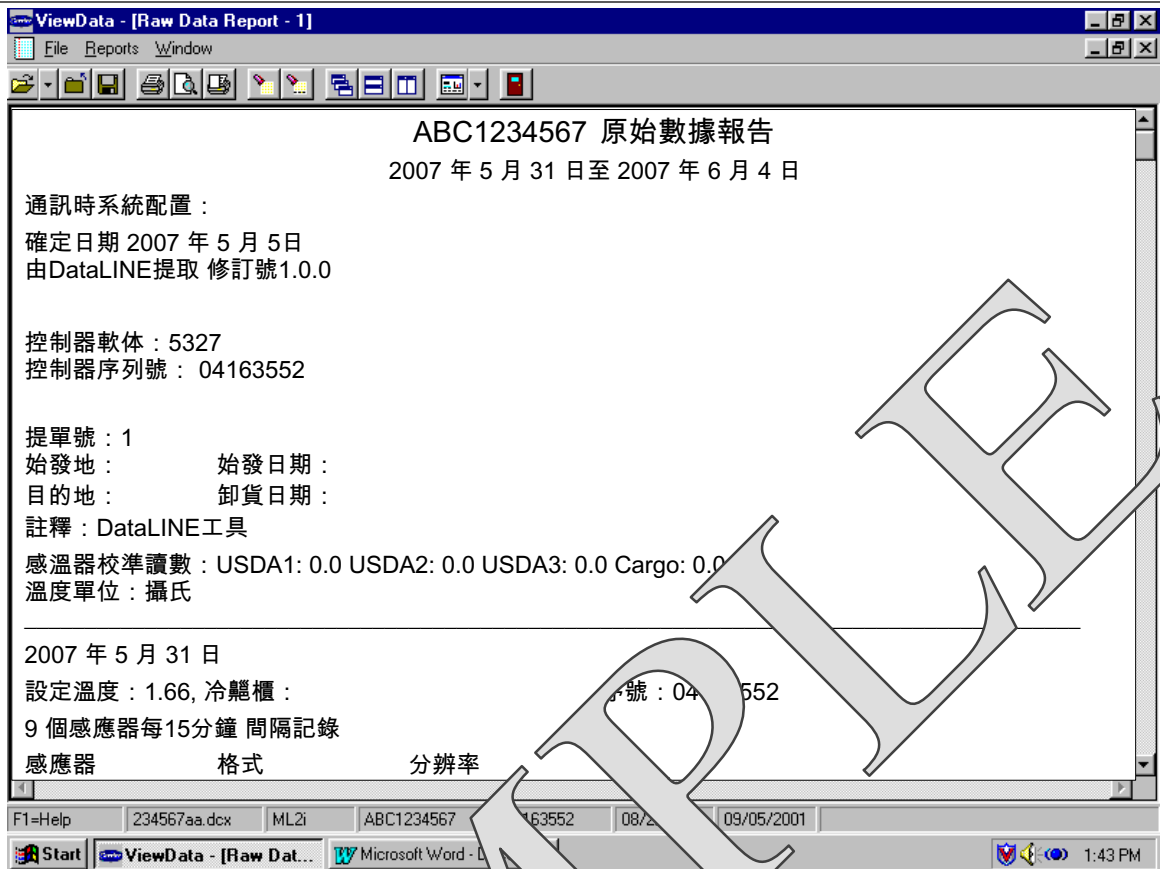 ViewData - [Raw Data Report - 1]
File Reports Window
ABC1234567 原始數據報告
2007 年 5 月 31 日至 2007 年 6 月 4 日
通訊時系統配置：
確定日期 2007 年 5 月 5日
由DataLINE提取 修訂號1.0.0
控制器軟体：5327
控制器序列號： 04163552
提單號：1
始發地： 始發日期：
目的地： 卸貨日期：
註釋：DataLINE工具
感溫器校準讀數：USDA1: 0.0 USDA2: 0.0 USDA3: 0.0 Cargo: 0.0
溫度單位：攝氏
2007 年 5 月 31 日
設定溫度：1.66, 冷櫃：
9 個感應器每15分鐘 間隔記錄
感應器 格式 分辨率
F1=Help 234567aa.dcx ML2i ABC1234567 09/05/2001
Start ViewData - [Raw Dat... Microsoft Word - 1:43 PM